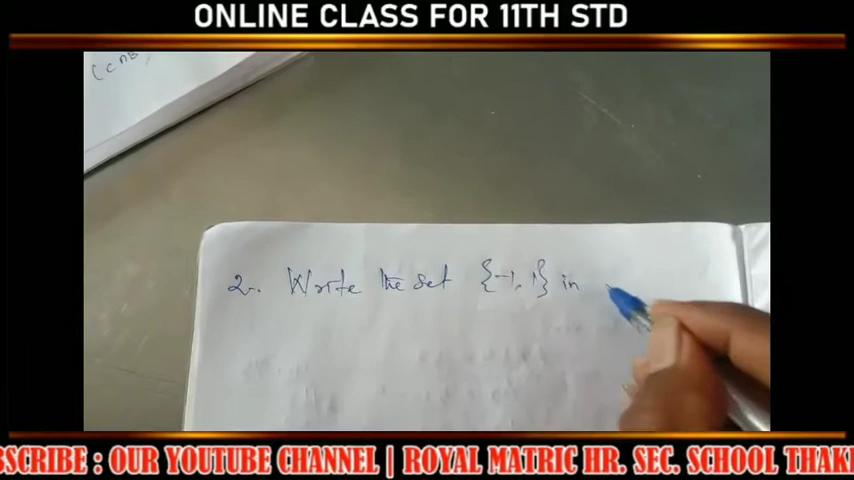 ONLINE CLASS FOR 11TH STD
2. Write the set {-1, 1} in
BSCRIBE : OUR YOUTUBE CHANNEL | ROYAL MATRIC HR. SEC. SCHOOL THAK